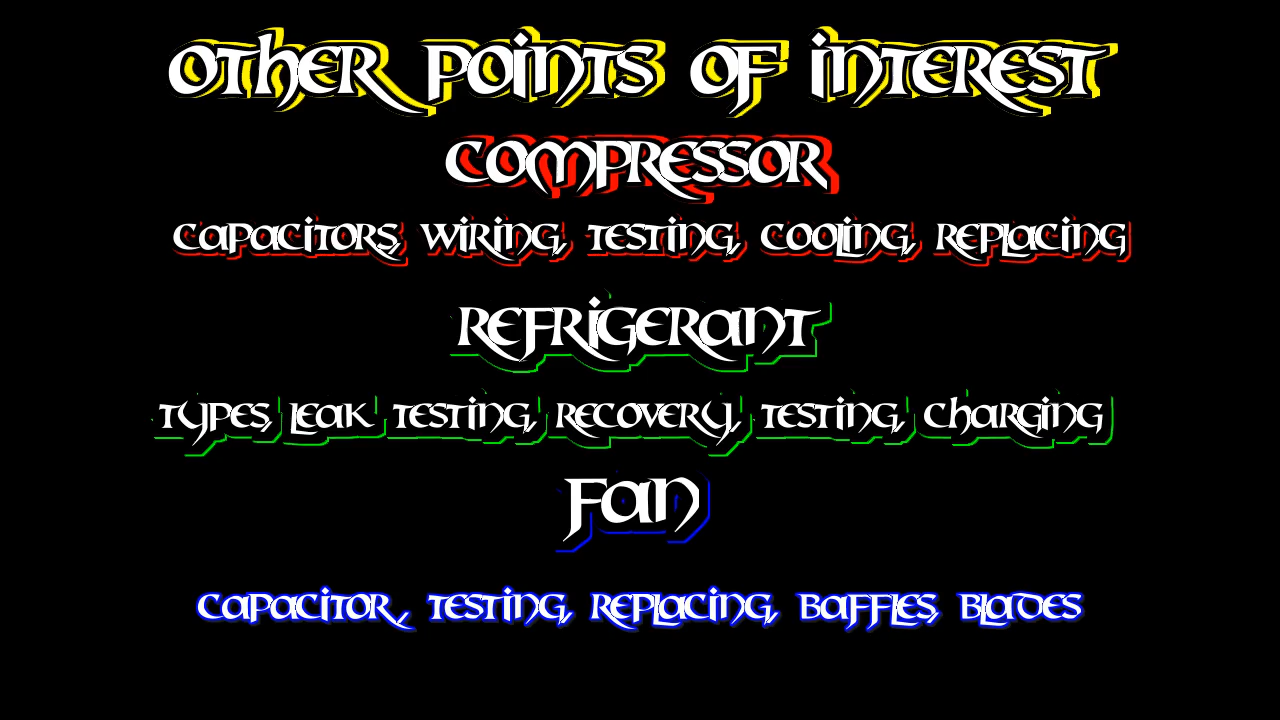 Other Points of Interest
Compressor
Capacitors, Wiring, Testing, Cooling, Replacing
Refrigerant
Types, Leak Testing, Recovery, Testing, Charging
Fan
Capacitor, Testing, Replacing, Baffles, Blades